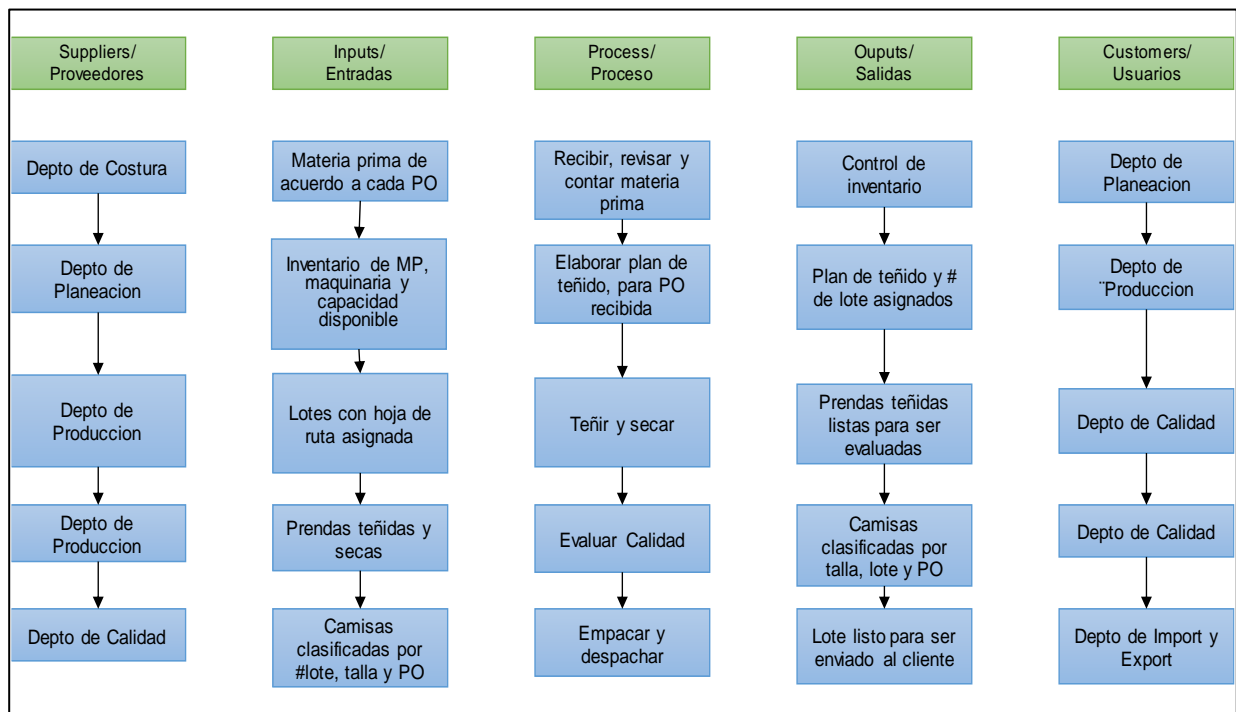 Suppliers/
Proveedores
Inputs/
Entradas
Process/
Proceso
Ouputs/
Salidas
Customers/
Usuarios
Depto de Costura
Materia prima de
acuerdo a cada PO
Recibir, revisar y
contar materia
prima
Control de
inventario
Depto de
Planeacion
Depto de
Planeacion
Inventario de MP,
maquinaria y
capacidad
disponible
Elaborar plan de
teñido, para PO
recibida
Plan de teñido y #
de lote asignados
Depto de
¨Produccion
Depto de
Produccion
Lotes con hoja de
ruta asignada
Teñir y secar
Prendas teñidas
listas para ser
evaluadas
Depto de Calidad
Depto de
Produccion
Prendas teñidas y
secas
Evaluar Calidad
Camisas
clasificadas por
talla, lote y PO
Depto de Calidad
Depto de Calidad
Camisas
clasificadas por
#lote, talla y PO
Empacar y
despachar
Lote listo para ser
enviado al cliente
Depto de Import y
Export